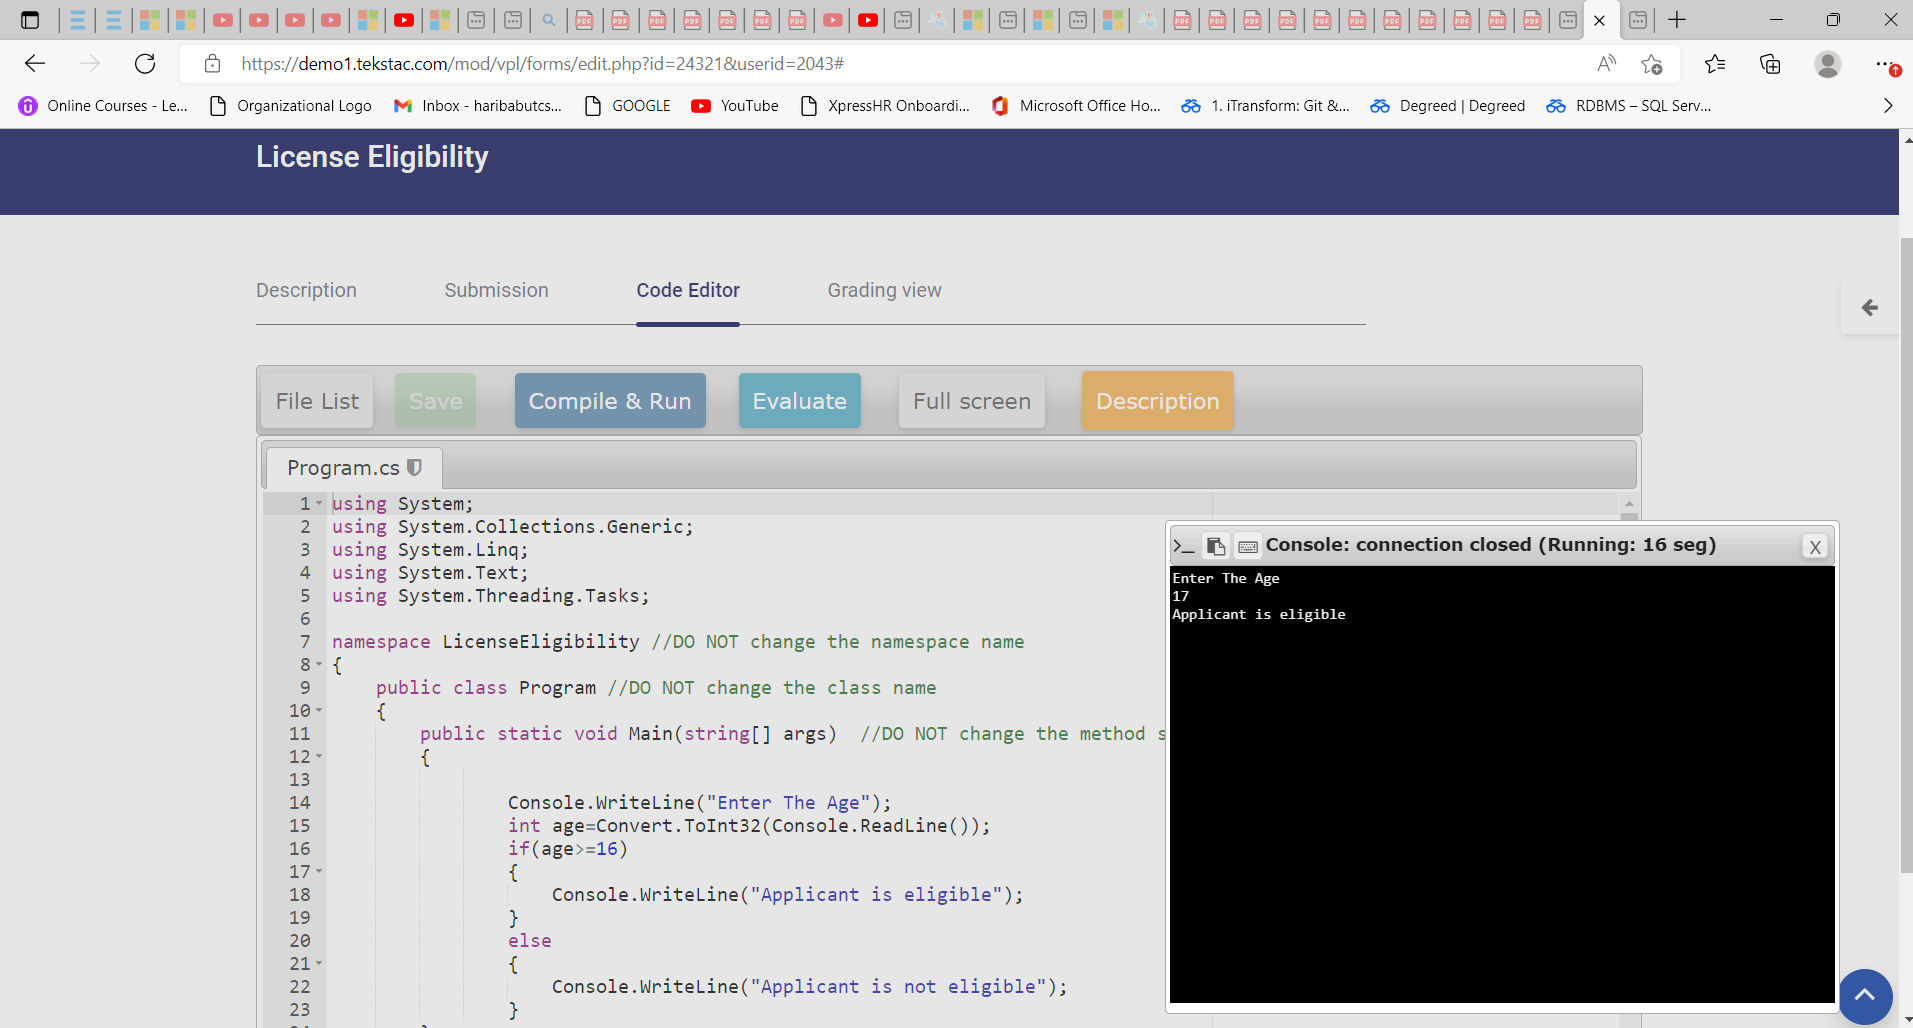 https://demo1.tekstac.com/mod/vpl/forms/edit.php?id=24321&userid=2043#
Online Courses - Le... Organizational Logo Inbox - haribabutcs... GOOGLE YouTube XpressHR Onboardi... Microsoft Office Ho... 1. iTransform: Git &... Degreed | Degreed RDBMS – SQL Serv...
License Eligibility
Description Submission Code Editor Grading view
File List Save Compile & Run Evaluate Full screen Description
Program.cs
1 using System;
2 using System.Collections.Generic;
3 using System.Linq;
4 using System.Text;
5 using System.Threading.Tasks;
6
7 namespace LicenseEligibility //DO NOT change the namespace name
8 {
9 public class Program //DO NOT change the class name
10 {
11 public static void Main(string[] args) //DO NOT change the method s
12 {
13
14 Console.WriteLine("Enter The Age");
15 int age=Convert.ToInt32(Console.ReadLine());
16 if(age>=16)
17 {
18 Console.WriteLine("Applicant is eligible");
19 }
20 else
21 {
22 Console.WriteLine("Applicant is not eligible");
23 }
Console: connection closed (Running: 16 seg) X
Enter The Age
17
Applicant is eligible